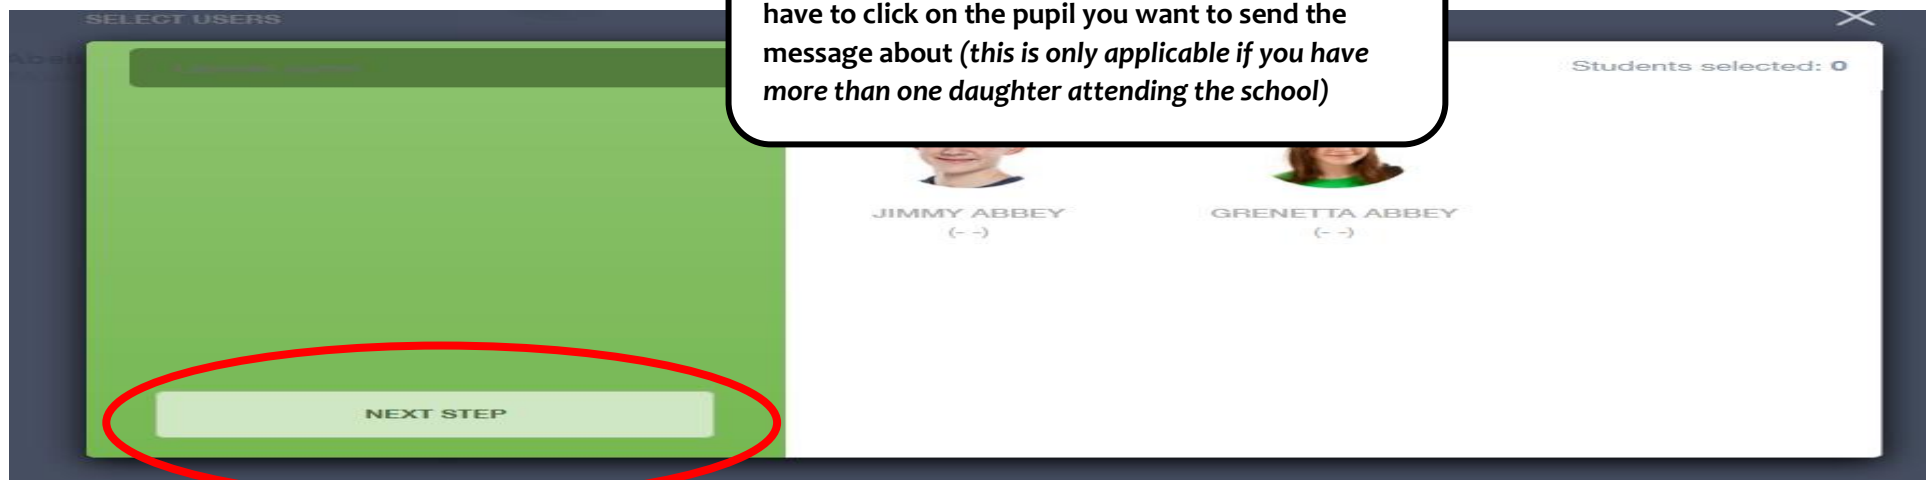 SELECT USERS
have to click on the pupil you want to send the
message about (this is only applicable if you have
more than one daughter attending the school)
Students selected: 0
JIMMY ABBEY
(- -)
GRENETTA ABBEY
(- -)
NEXT STEP